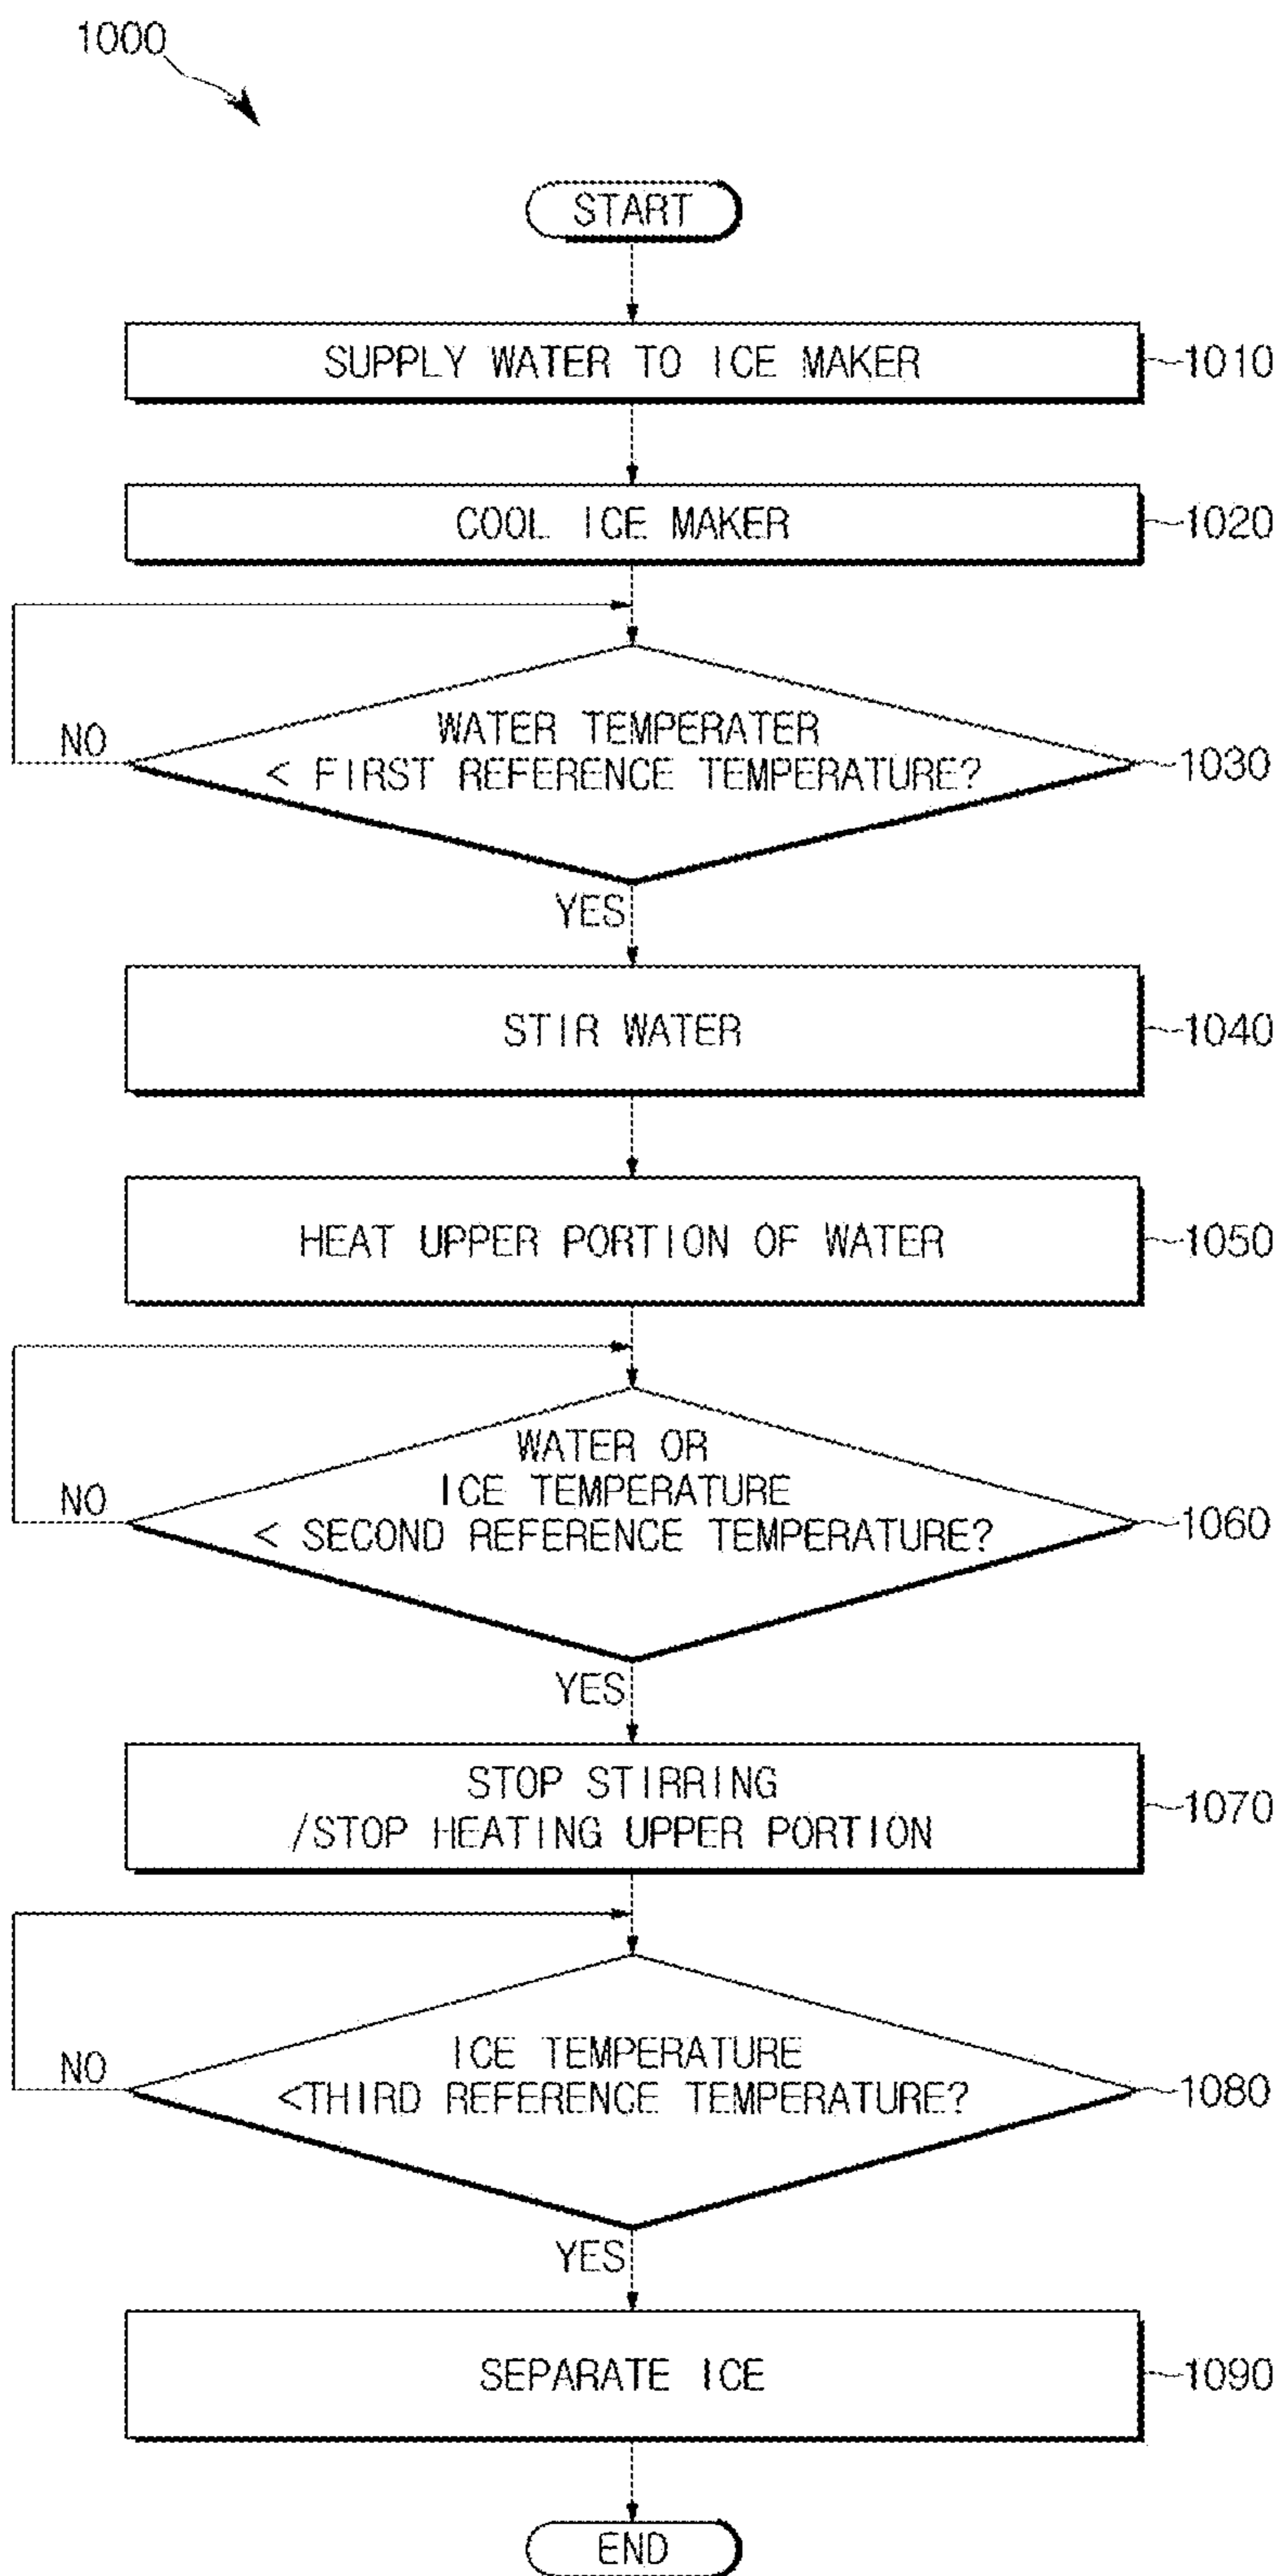 1000
START
SUPPLY WATER TO ICE MAKER
1010
COOL ICE MAKER
1020
WATER TEMPERATER
< FIRST REFERENCE TEMPERATURE?
NO
1030
YES
STIR WATER
1040
HEAT UPPER PORTION OF WATER
1050
WATER OR
ICE TEMPERATURE
< SECOND REFERENCE TEMPERATURE?
NO
1060
YES
STOP STIRRING
/STOP HEATING UPPER PORTION
1070
ICE TEMPERATURE
<THIRD REFERENCE TEMPERATURE?
NO
1080
YES
SEPARATE ICE
1090
END